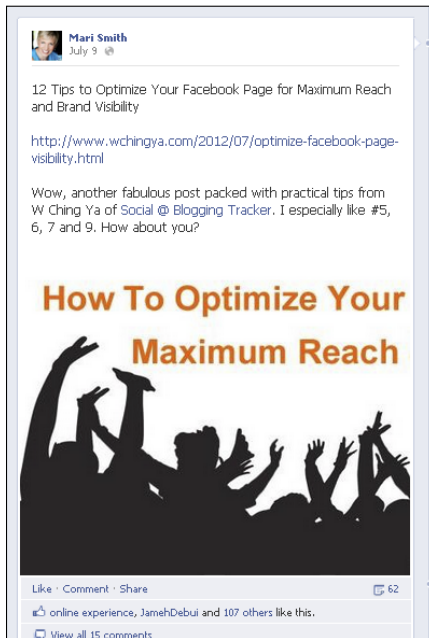 Mari Smith
July 9
12 Tips to Optimize Your Facebook Page for Maximum Reach
and Brand Visibility
http://www.wchingya.com/2012/07/optimize-facebook-page-
visibility.html
Wow, another fabulous post packed with practical tips from
W Ching Ya of Social @ Blogging Tracker. I especially like #5,
6, 7 and 9. How about you?
How To Optimize Your
Maximum Reach
Like · Comment · Share 62
online experience, JamehDebui and 107 others like this.
View all 15 comments